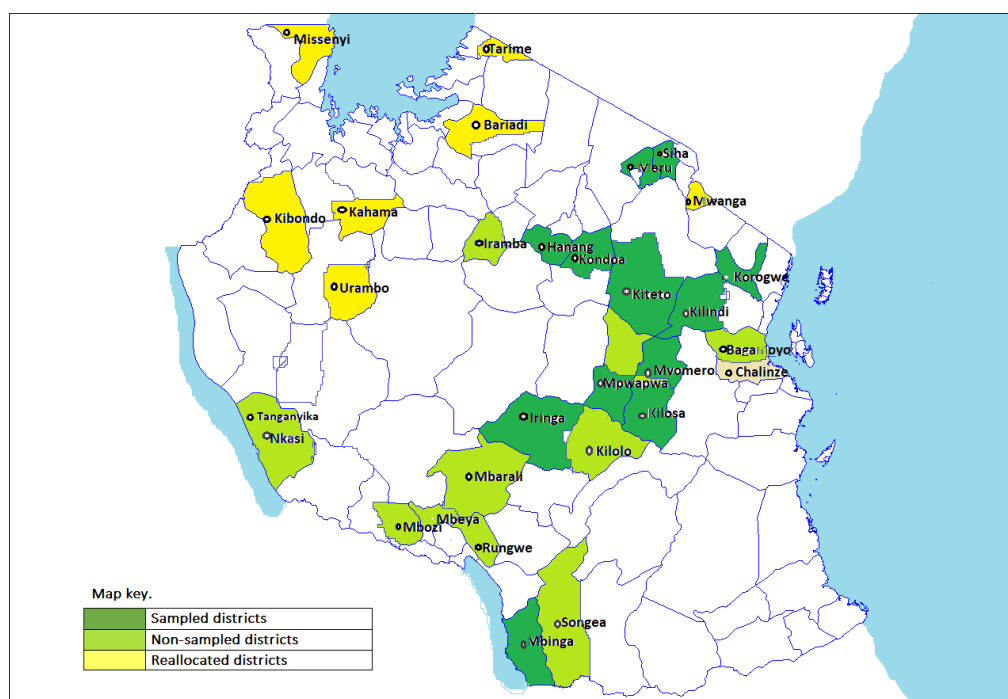 Missenyi
Tarime
Bariadi
Siha
Meru
Mwanga
Kibondo
Kahama
Iramba
Hanang
Kondoa
Korogwe
Urambo
Kiteto
Kilindi
Bagamoyo
Mvomero
Chalinze
Mpwapwa
Tanganyika
Iringa
Kilosa
Nkasi
Kilolo
Mbarali
Mbeya
Mbozi
Rungwe
Songea
Mbinga
Map key.
Sampled districts
Non-sampled districts
Reallocated districts